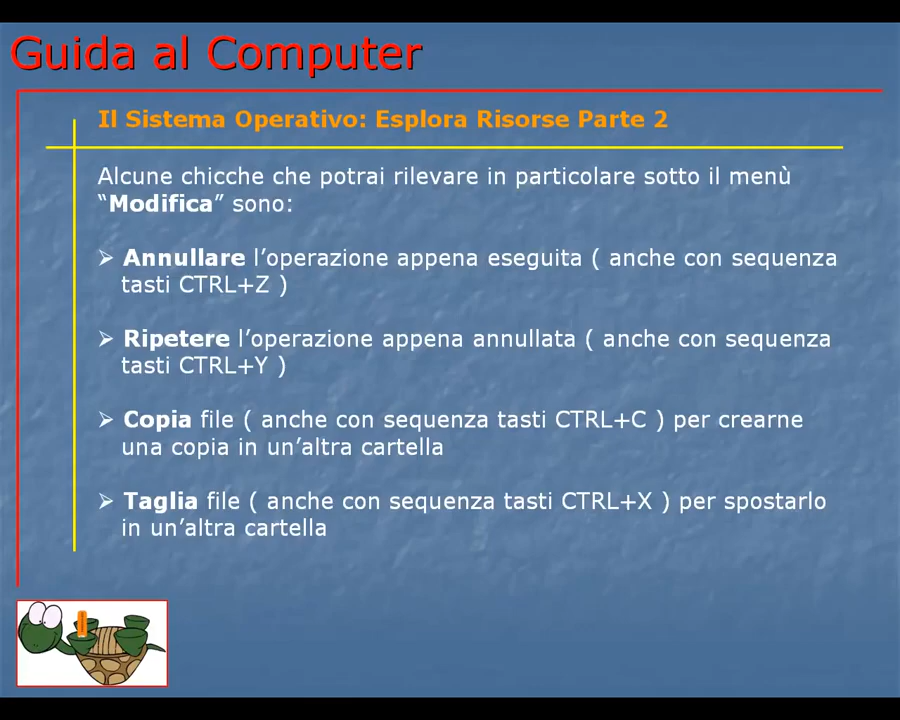 Guida al Computer
Il Sistema Operativo: Esplora Risorse Parte 2
Alcune chicche che potrai rilevare in particolare sotto il menù
“Modifica” sono:
➢ Annullare l’operazione appena eseguita ( anche con sequenza
tasti CTRL+Z )
➢ Ripetere l’operazione appena annullata ( anche con sequenza
tasti CTRL+Y )
➢ Copia file ( anche con sequenza tasti CTRL+C ) per crearne
una copia in un’altra cartella
➢ Taglia file ( anche con sequenza tasti CTRL+X ) per spostarlo
in un’altra cartella